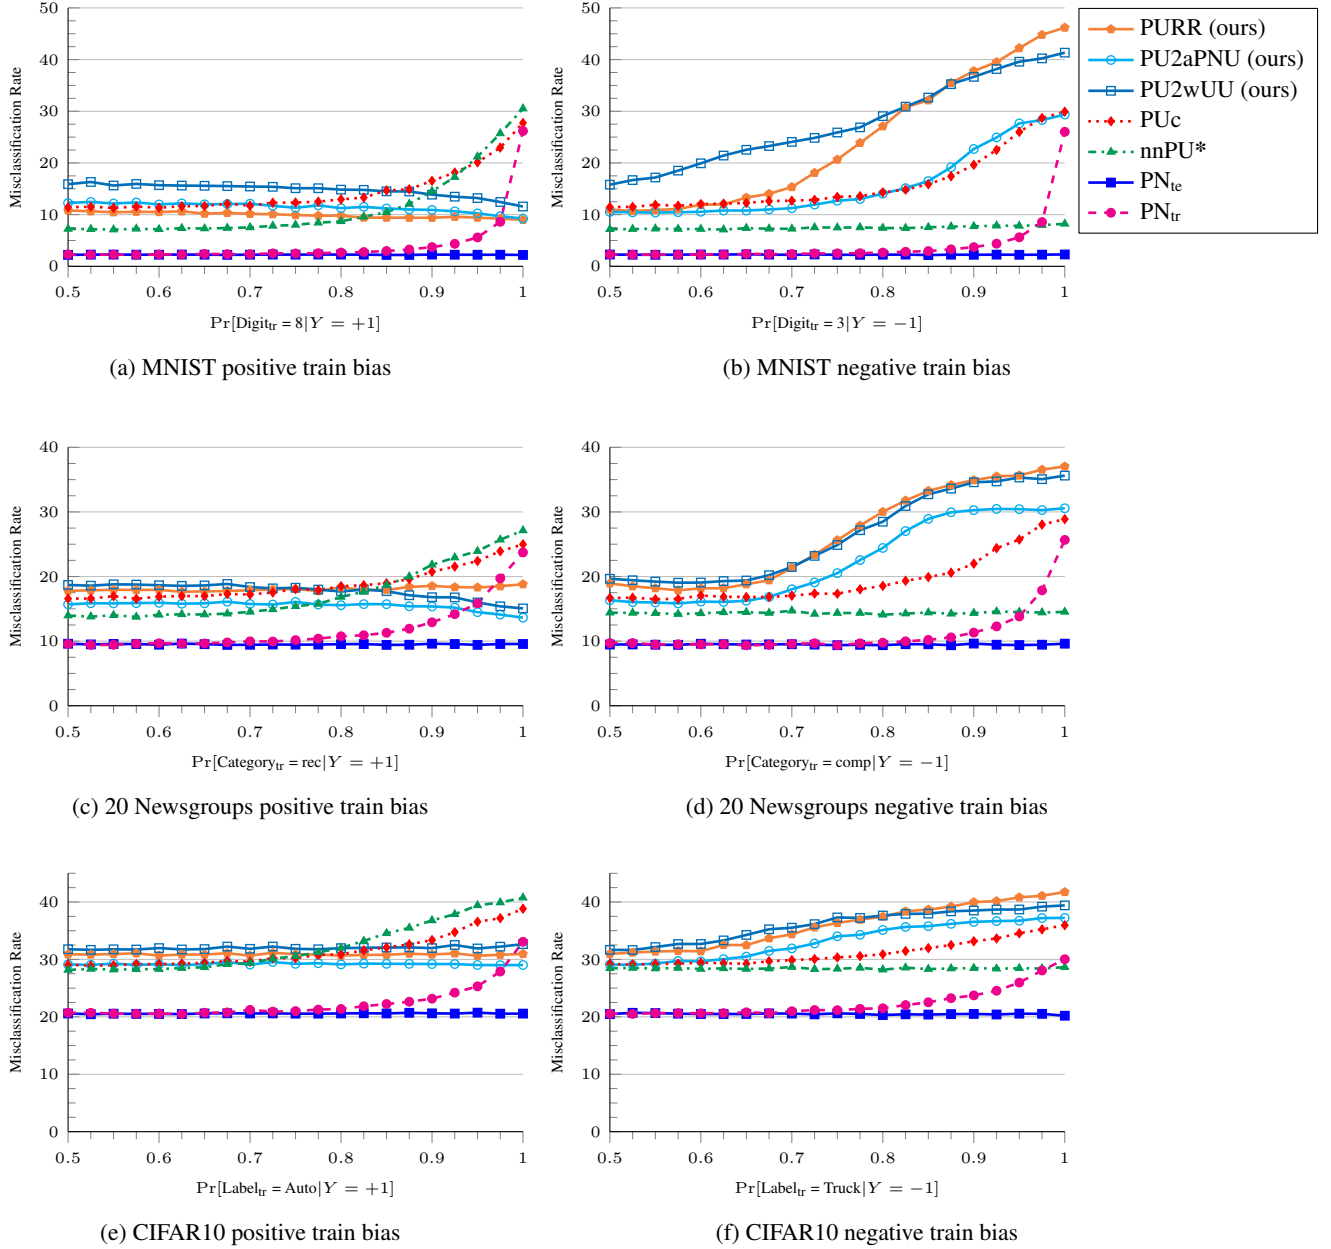 50
40
30
20
10
0
Misclassification Rate
0.5 0.6 0.7 0.8 0.9 1
Pr[Digit_tr = 8|Y = +1]
(a) MNIST positive train bias
50
40
30
20
10
0
Misclassification Rate
0.5 0.6 0.7 0.8 0.9 1
Pr[Digit_tr = 3|Y = −1]
(b) MNIST negative train bias
PURR (ours)
PU2aPNU (ours)
PU2wUU (ours)
PUc
nnPU*
PN_te
PN_tr
40
30
20
10
0
Misclassification Rate
0.5 0.6 0.7 0.8 0.9 1
Pr[Category_tr = rec|Y = +1]
(c) 20 Newsgroups positive train bias
40
30
20
10
0
Misclassification Rate
0.5 0.6 0.7 0.8 0.9 1
Pr[Category_tr = comp|Y = −1]
(d) 20 Newsgroups negative train bias
40
30
20
10
0
Misclassification Rate
0.5 0.6 0.7 0.8 0.9 1
Pr[Label_tr = Auto|Y = +1]
(e) CIFAR10 positive train bias
40
30
20
10
0
Misclassification Rate
0.5 0.6 0.7 0.8 0.9 1
Pr[Label_tr = Truck|Y = −1]
(f) CIFAR10 negative train bias